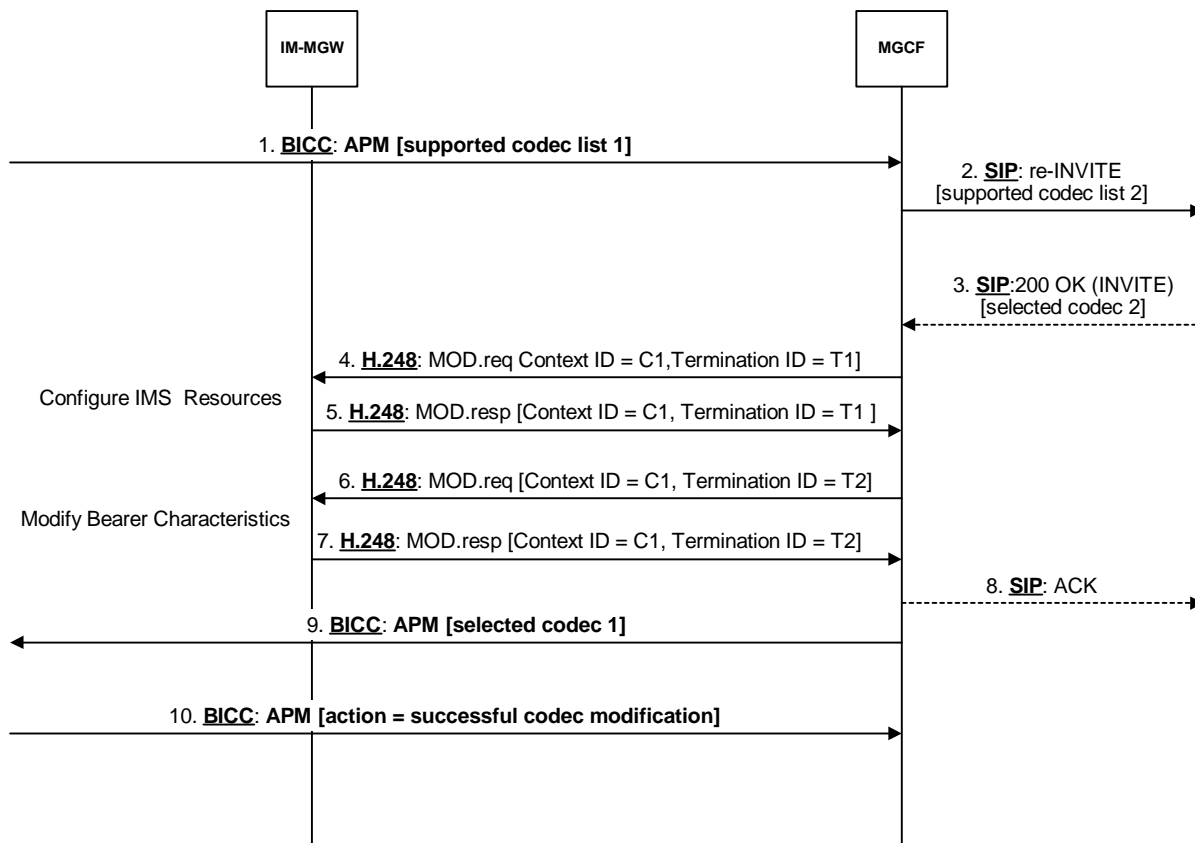 IM-MGW
MGCF
1. BICC: APM [supported codec list 1]
2. SIP: re-INVITE
[supported codec list 2]
3. SIP:200 OK (INVITE)
[selected codec 2]
4. H.248: MOD.req Context ID = C1,Termination ID = T1]
Configure IMS Resources
5. H.248: MOD.resp [Context ID = C1, Termination ID = T1 ]
6. H.248: MOD.req [Context ID = C1, Termination ID = T2]
Modify Bearer Characteristics
7. H.248: MOD.resp [Context ID = C1, Termination ID = T2]
8. SIP: ACK
9. BICC: APM [selected codec 1]
10. BICC: APM [action = successful codec modification]